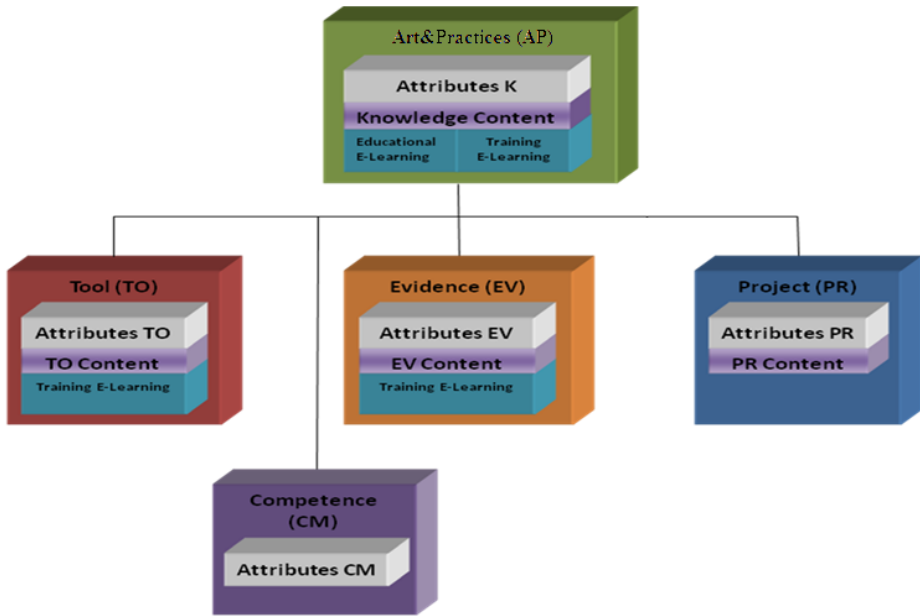 Art&Practices (AP)
Attributes K
Knowledge Content
Educational
E-Learning
Training
E-Learning
Tool (TO)
Attributes TO
TO Content
Training E-Learning
Evidence (EV)
Attributes EV
EV Content
Training E-Learning
Project (PR)
Attributes PR
PR Content
Competence
(CM)
Attributes CM